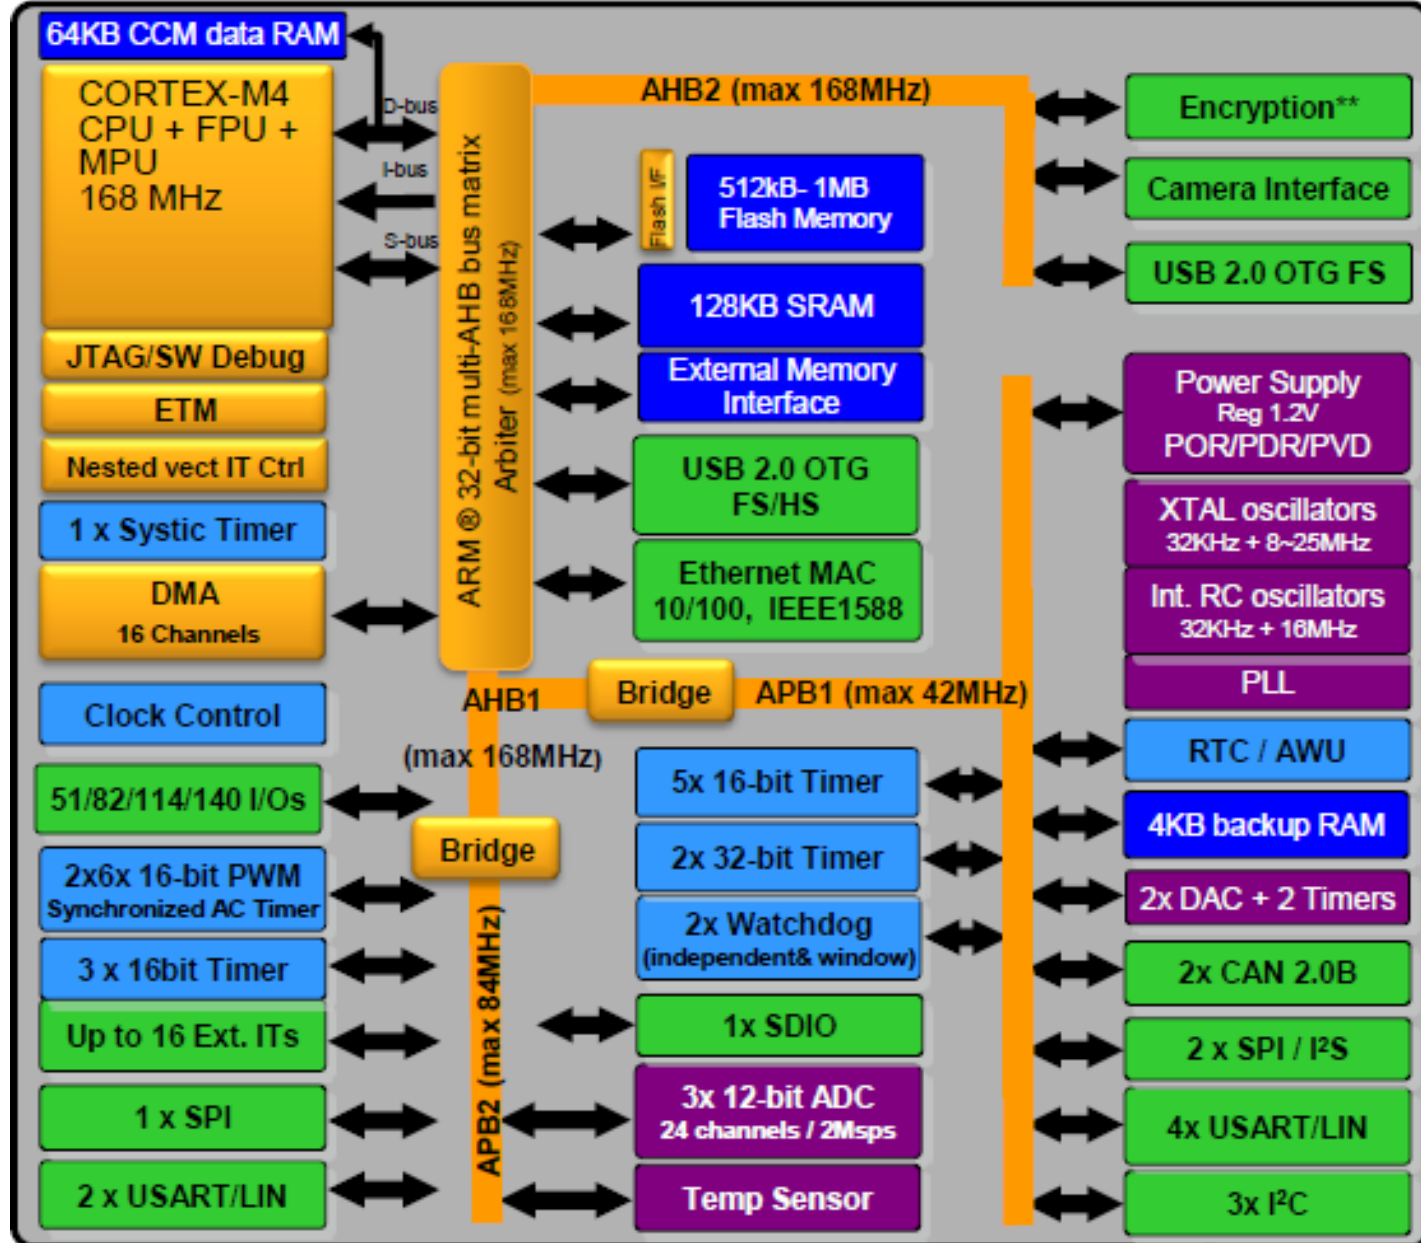 64KB CCM data RAM
CORTEX-M4
CPU + FPU +
MPU
168 MHz
D-bus
I-bus
S-bus
JTAG/SW Debug
ETM
Nested vect IT Ctrl
1 x Systic Timer
DMA
16 Channels
Clock Control
51/82/114/140 I/Os
2x6x 16-bit PWM
Synchronized AC Timer
3 x 16bit Timer
Up to 16 Ext. ITs
1 x SPI
2 x USART/LIN
ARM ® 32-bit multi-AHB bus matrix
Arbiter (max 168MHz)
AHB2 (max 168MHz)
Flash I/F
512kB- 1MB
Flash Memory
128KB SRAM
External Memory
Interface
USB 2.0 OTG
FS/HS
Ethernet MAC
10/100, IEEE1588
AHB1
(max 168MHz)
Bridge
APB1 (max 42MHz)
Bridge
APB2 (max 84MHz)
5x 16-bit Timer
2x 32-bit Timer
2x Watchdog
(independent& window)
1x SDIO
3x 12-bit ADC
24 channels / 2Msps
Temp Sensor
Encryption**
Camera Interface
USB 2.0 OTG FS
Power Supply
Reg 1.2V
POR/PDR/PVD
XTAL oscillators
32KHz + 8~25MHz
Int. RC oscillators
32KHz + 16MHz
PLL
RTC / AWU
4KB backup RAM
2x DAC + 2 Timers
2x CAN 2.0B
2 x SPI / I²S
4x USART/LIN
3x I²C